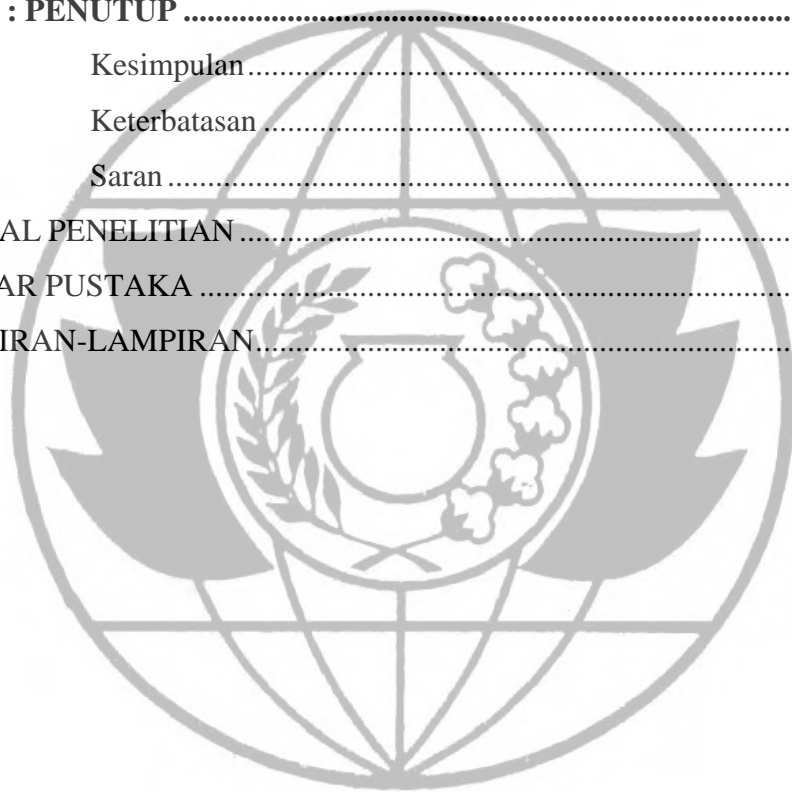 : PENUTUP ................................................................................
Kesimpulan.....................................................................
Keterbatasan ...................................................................
Saran ...............................................................................
AL PENELITIAN ......................................................................
AR PUSTAKA ...........................................................................
IRAN-LAMPIRAN....................................................................